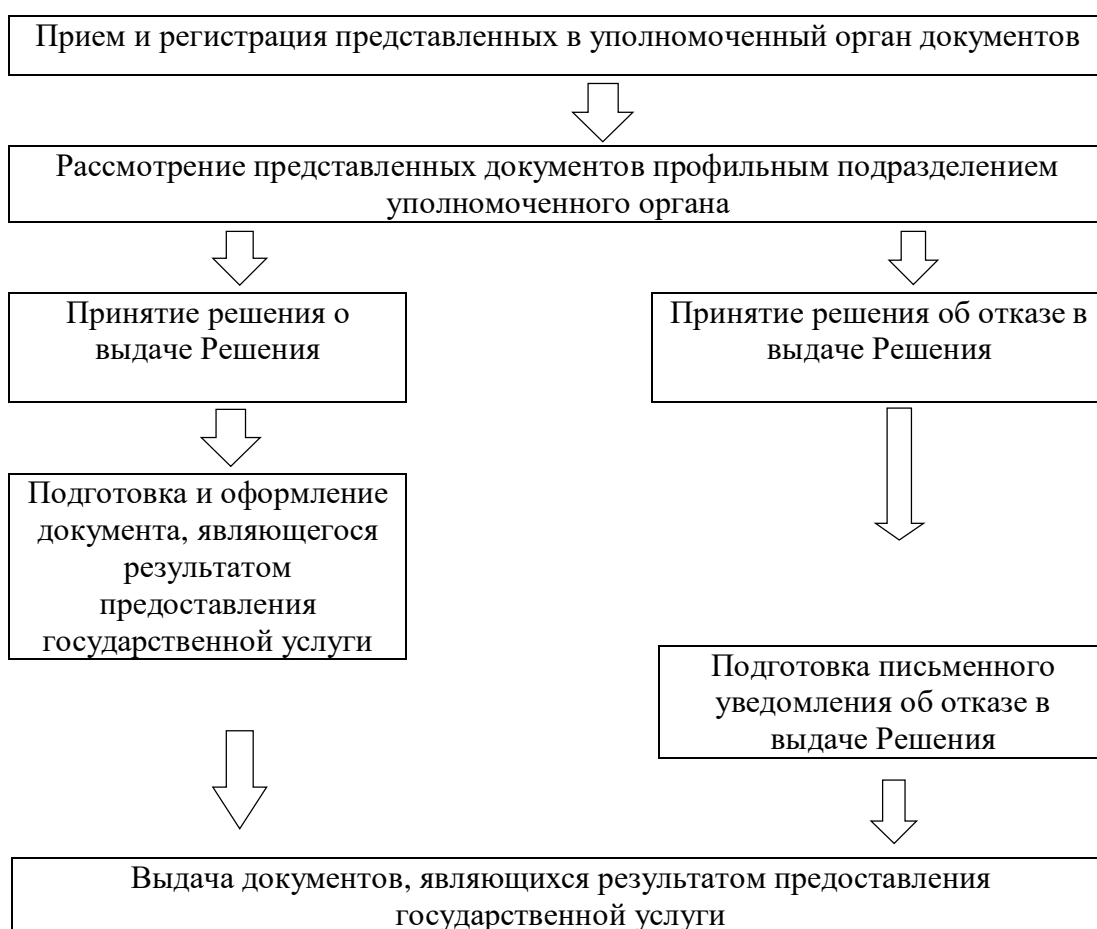 Прием и регистрация представленных в уполномоченный орган документов
Рассмотрение представленных документов профильным подразделением
уполномоченного органа
Принятие решения о
выдаче Решения
Принятие решения об отказе в
выдаче Решения
Подготовка и оформление
документа, являющегося
результатом
предоставления
государственной услуги
Подготовка письменного
уведомления об отказе в
выдаче Решения
Выдача документов, являющихся результатом предоставления
государственной услуги